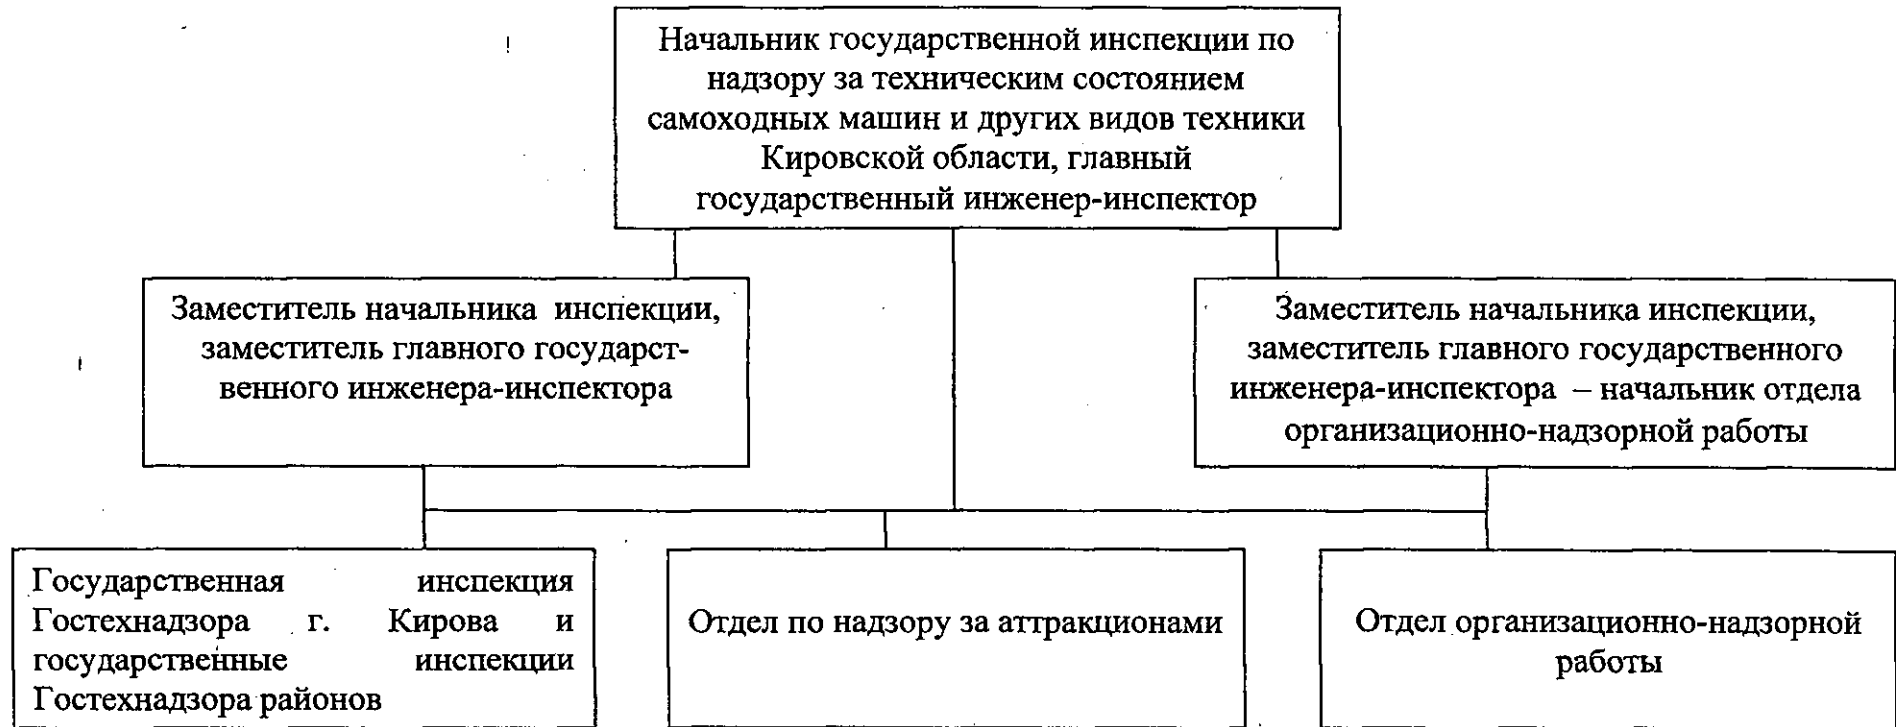 Начальник государственной инспекции по
надзору за техническим состоянием
самоходных машин и других видов техники
Кировской области, главный
государственный инженер-инспектор
Заместитель начальника инспекции,
заместитель главного государст-
венного инженера-инспектора
Заместитель начальника инспекции,
заместитель главного государственного
инженера-инспектора – начальник отдела
организационно-надзорной работы
Государственная инспекция
Гостехнадзора г. Кирова и
государственные инспекции
Гостехнадзора районов
Отдел по надзору за аттракционами
Отдел организационно-надзорной
работы